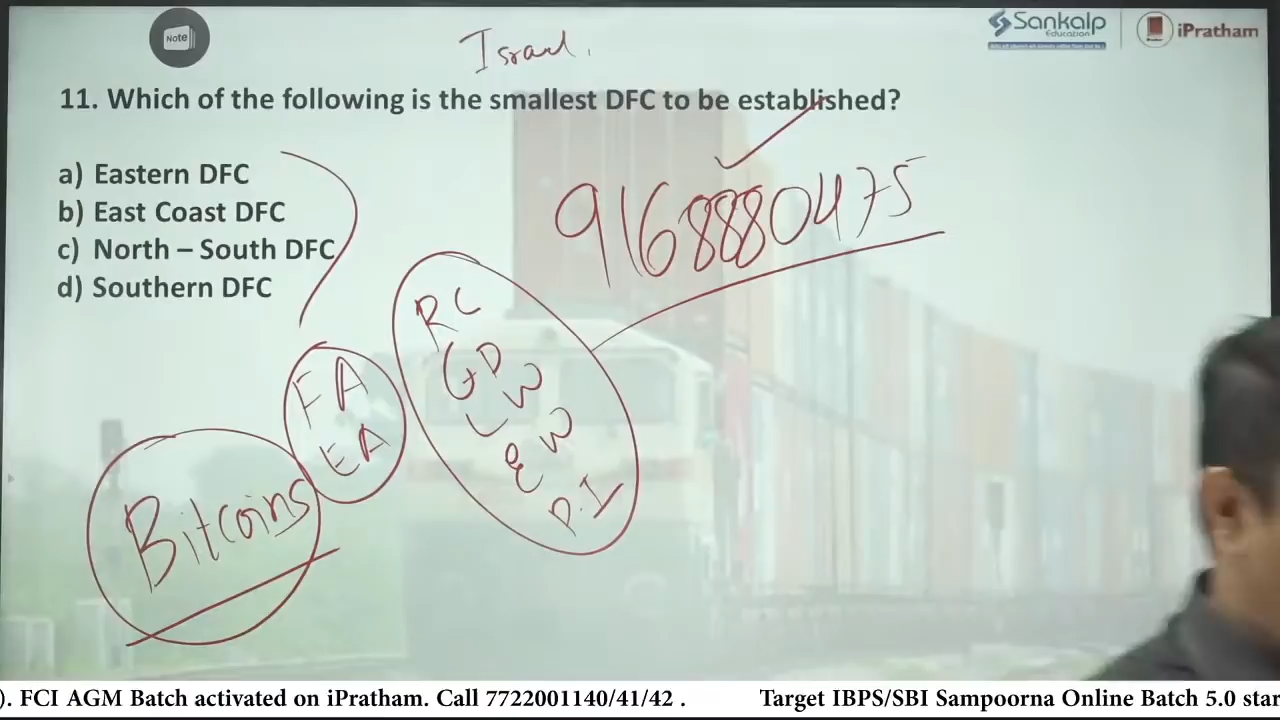 Note
Israel.
Sankalp
Education
iPratham
11. Which of the following is the smallest DFC to be established?
a) Eastern DFC
b) East Coast DFC
c) North – South DFC
d) Southern DFC
9168880475
RC
GD
LW
EW
P.I
FA
EA
Bitcoins
). FCI AGM Batch activated on iPratham. Call 7722001140/41/42 .
Target IBPS/SBI Sampoorna Online Batch 5.0 star